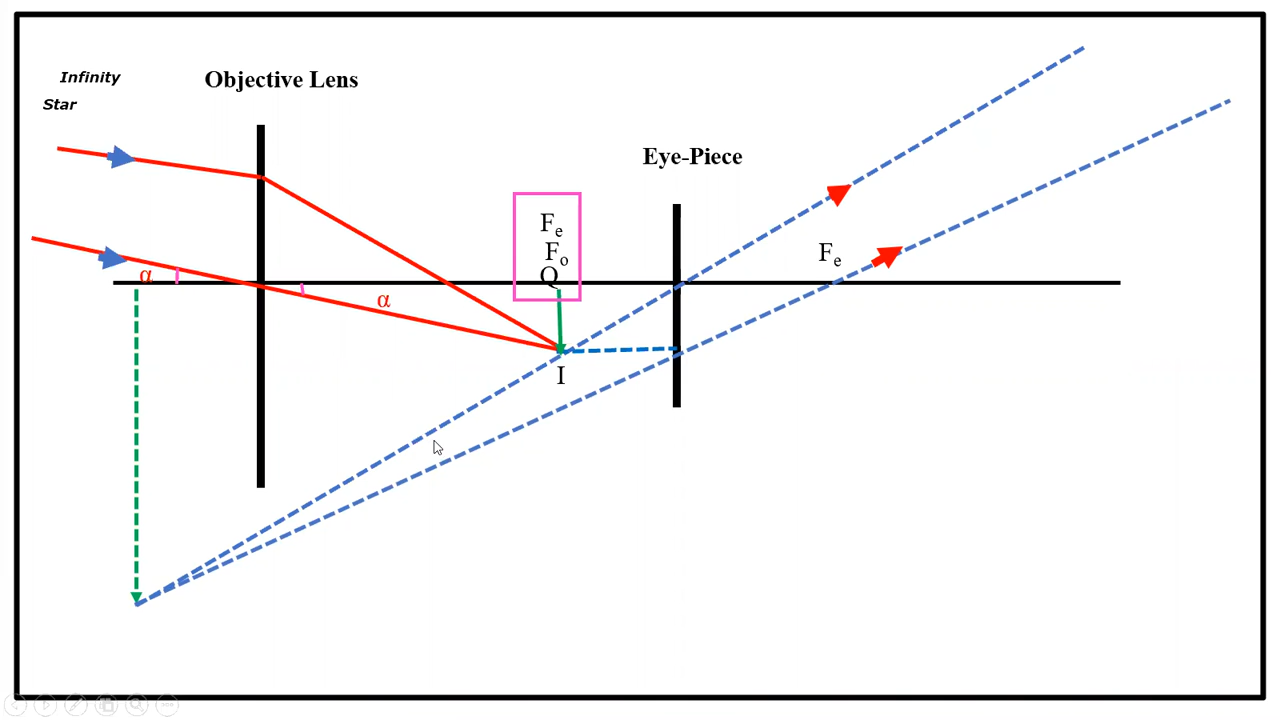 Infinity
Star
Objective Lens
Eye-Piece
Fe
Fo
Q
Fe
α
α
I